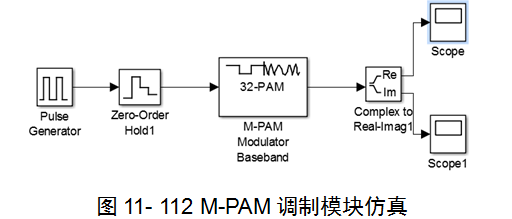 Re
Im
Scope
32-PAM
Pulse
Generator
Zero-Order
Hold1
M-PAM
Modulator
Baseband
Complex to
Real-Imag1
Scope1
图 11- 112 M-PAM 调制模块仿真